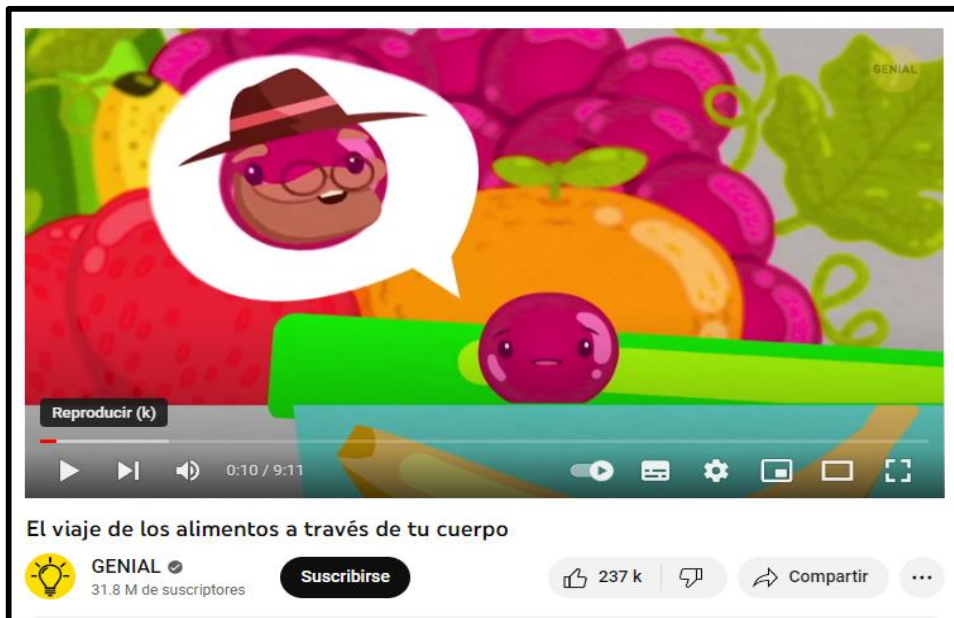 GENIAL
Reproducir (k)
0:10 / 9:11
El viaje de los alimentos a través de tu cuerpo
GENIAL
31.8 M de suscriptores
Suscribirse
237 k
Compartir